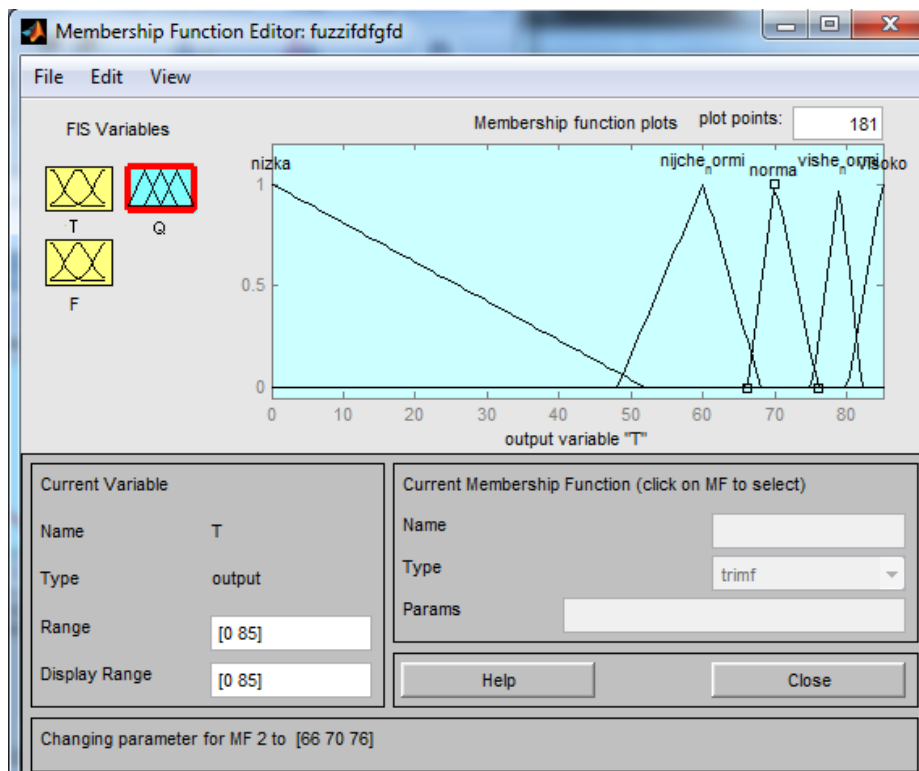 Membership Function Editor: fuzzifdfgfd
File Edit View
FIS Variables
Membership function plots plot points: 181
T
Q
F
nizka nijche_normi norma vishe_normi visoko
1
0.5
0
0 10 20 30 40 50 60 70 80
output variable "T"
Current Variable
Name T
Type output
Range [0 85]
Display Range [0 85]
Current Membership Function (click on MF to select)
Name
Type trimf
Params
Help Close
Changing parameter for MF 2 to [66 70 76]